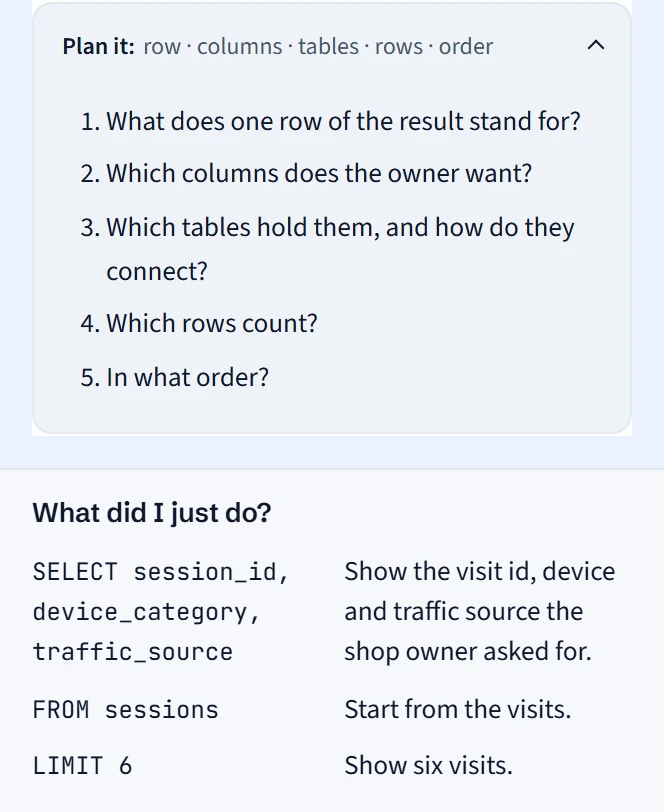 Plan it: row · columns · tables · rows · order
1. What does one row of the result stand for?
2. Which columns does the owner want?
3. Which tables hold them, and how do they
connect?
4. Which rows count?
5. In what order?
What did I just do?
SELECT session_id,
device_category,
traffic_source
Show the visit id, device
and traffic source the
shop owner asked for.
FROM sessions
Start from the visits.
LIMIT 6
Show six visits.